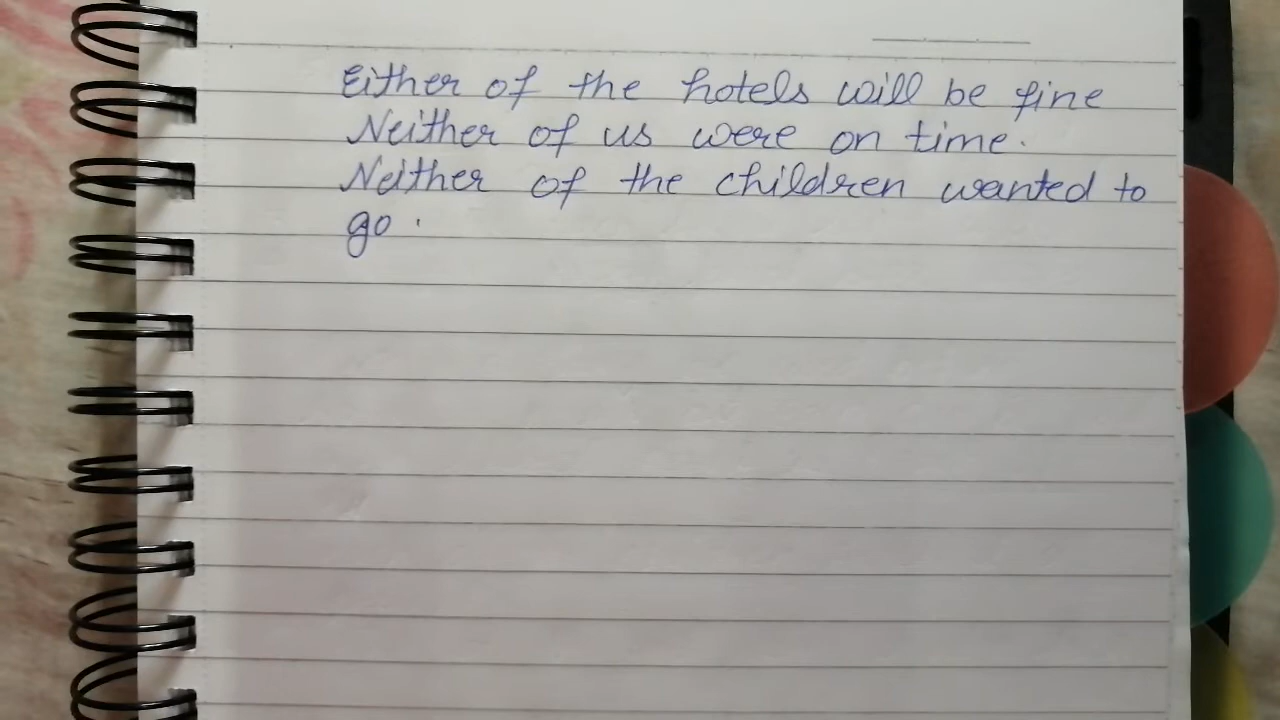 Either of the hotels will be fine
Neither of us were on time.
Neither of the children wanted to
go.